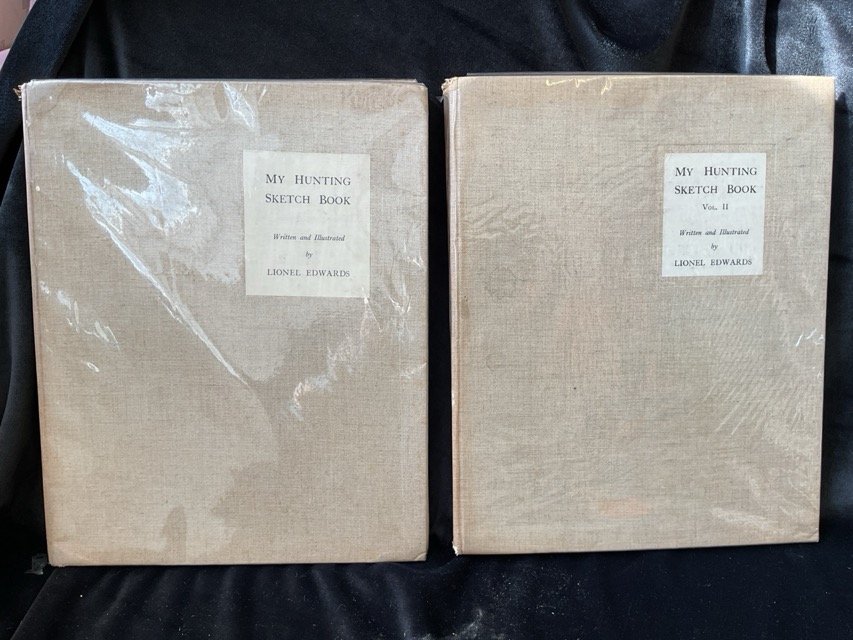 MY HUNTING
SKETCH BOOK
Written and Illustrated
by
LIONEL EDWARDS
MY HUNTING
SKETCH BOOK
VOL. II
Written and Illustrated
by
LIONEL EDWARDS